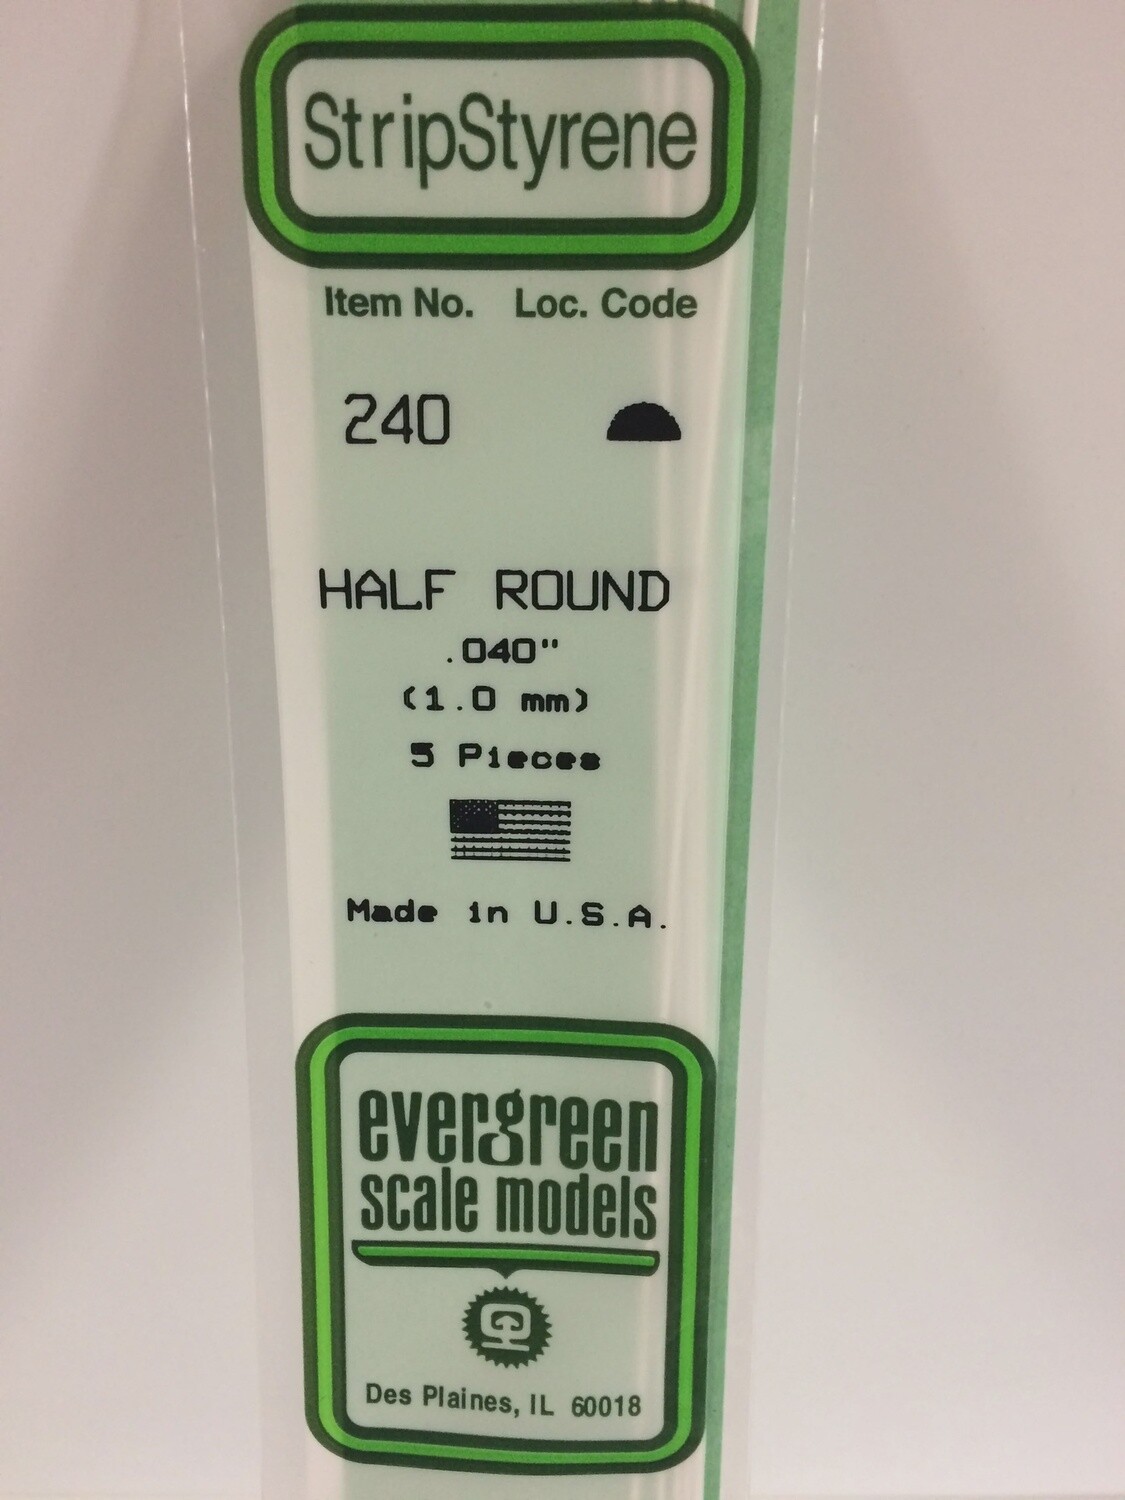 StripStyrene
Item No. Loc. Code
240
HALF ROUND
.040"
(1.0 mm)
5 Pieces
Made in U.S.A.
evergreen
scale models
Des Plaines, IL 60018